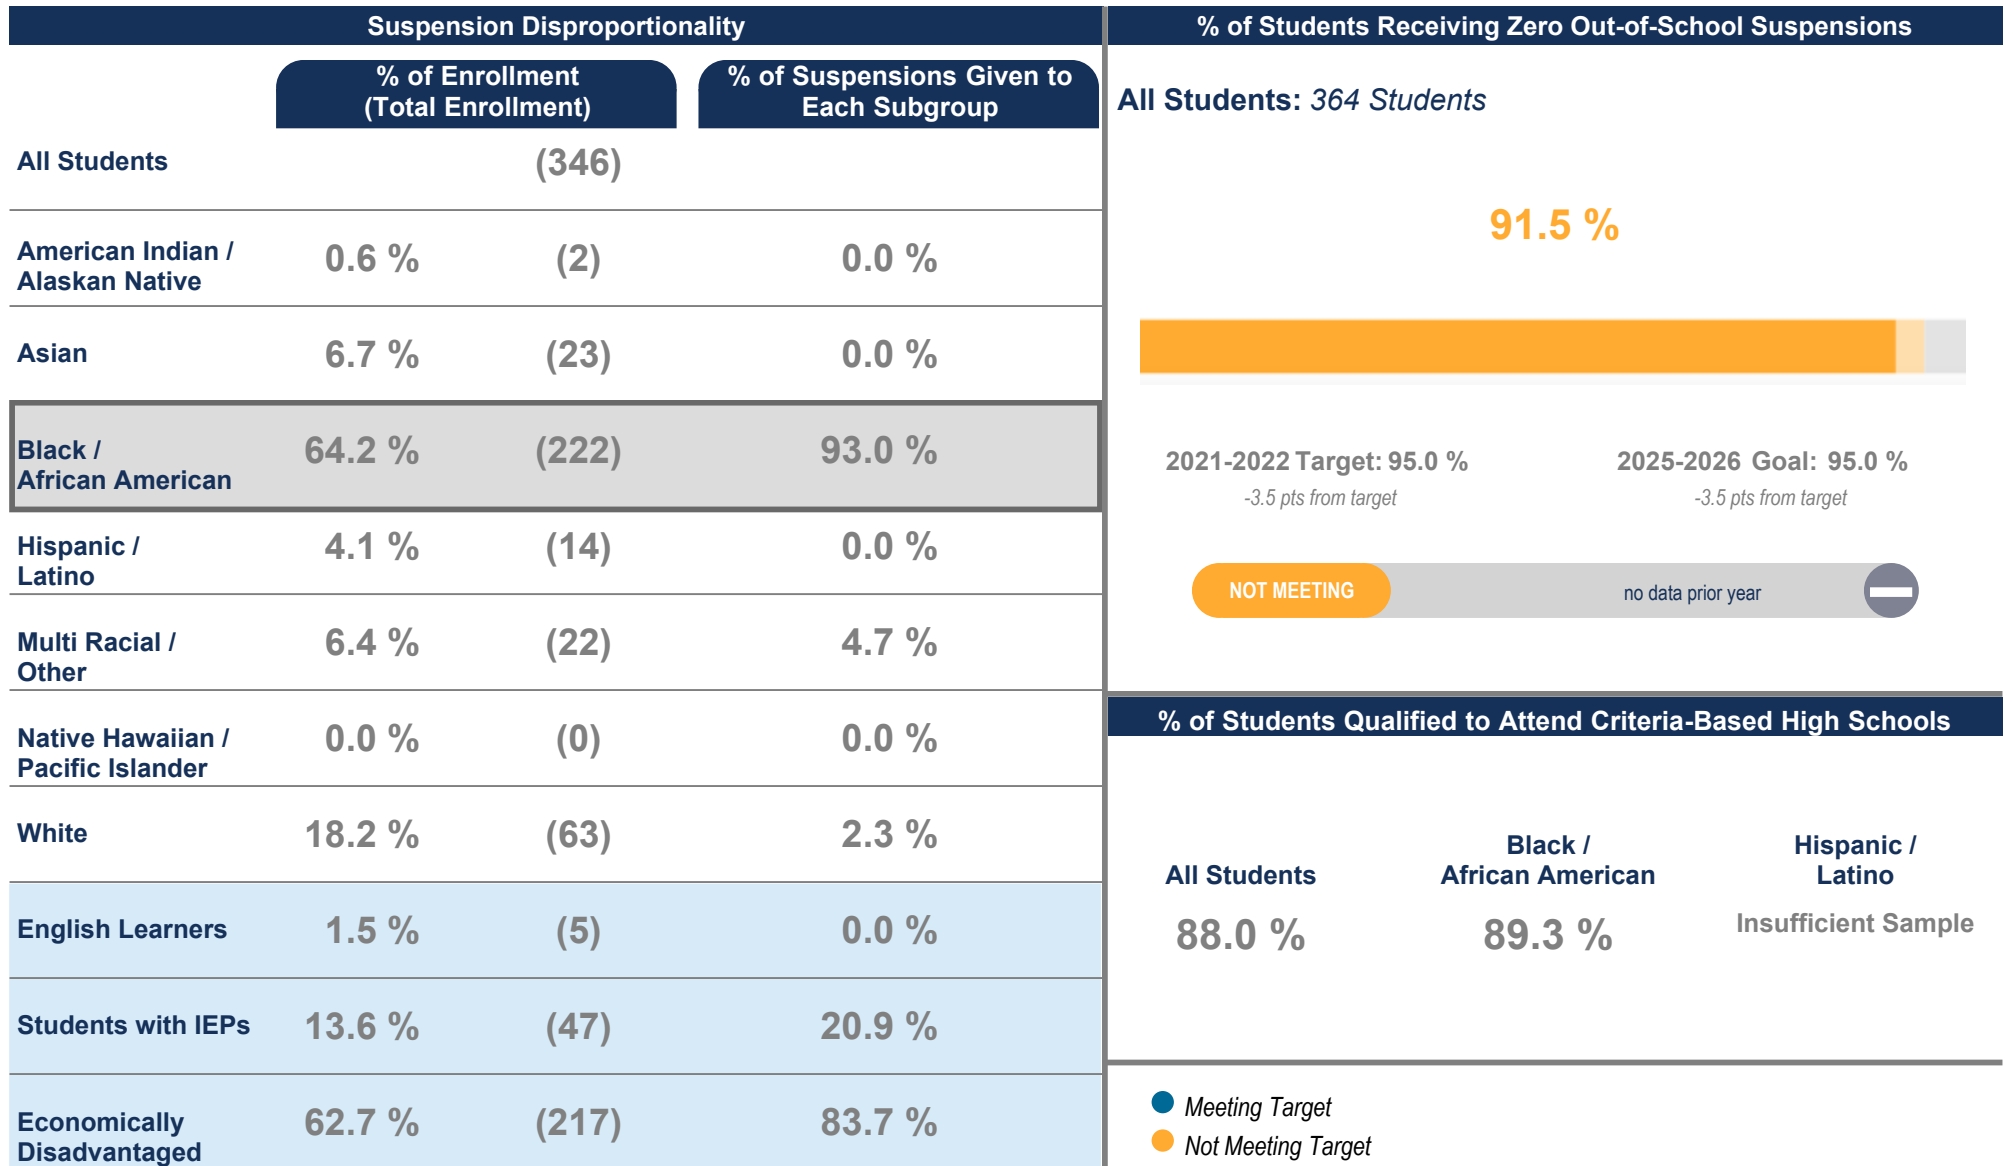 Suspension Disproportionality
% of Enrollment
(Total Enrollment)
% of Suspensions Given to
Each Subgroup
All Students (346)
American Indian /
Alaskan Native
0.6 % (2) 0.0 %
Asian 6.7 % (23) 0.0 %
Black /
African American
64.2 % (222) 93.0 %
Hispanic /
Latino
4.1 % (14) 0.0 %
Multi Racial /
Other
6.4 % (22) 4.7 %
Native Hawaiian /
Pacific Islander
0.0 % (0) 0.0 %
White 18.2 % (63) 2.3 %
English Learners 1.5 % (5) 0.0 %
Students with IEPs 13.6 % (47) 20.9 %
Economically
Disadvantaged
62.7 % (217) 83.7 %
% of Students Receiving Zero Out-of-School Suspensions
All Students: 364 Students
91.5 %
2021-2022 Target: 95.0 %
-3.5 pts from target
2025-2026 Goal: 95.0 %
-3.5 pts from target
NOT MEETING
no data prior year
% of Students Qualified to Attend Criteria-Based High Schools
All Students
88.0 %
Black /
African American
89.3 %
Hispanic /
Latino
Insufficient Sample
Meeting Target
Not Meeting Target